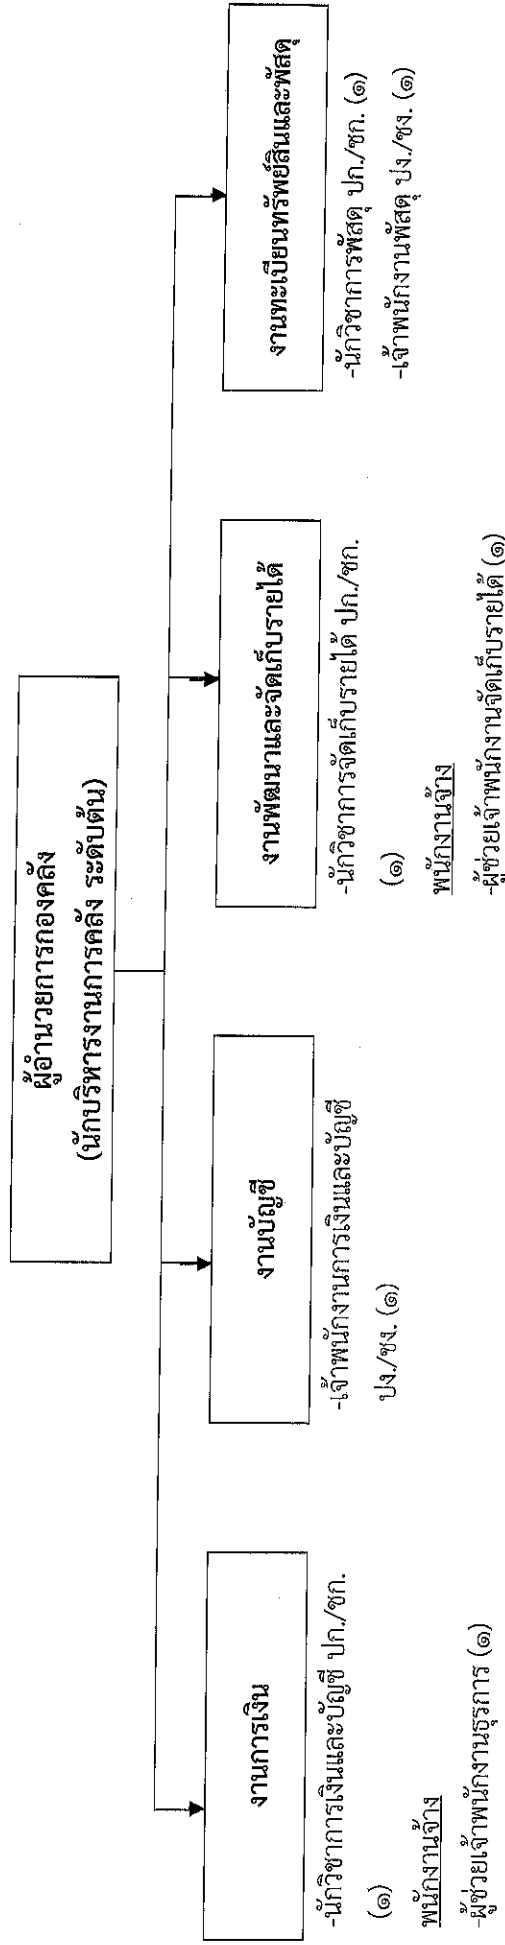 ผู้อำนวยการกองคลัง
(นักบริหารงานการคลัง ระดับต้น)
งานการเงิน
-นักวิชาการเงินและบัญชี ปก./ชก.
(๑)
พนักงานจ้าง
-ผู้ช่วยเจ้าพนักงานธุรการ (๑)
งานบัญชี
-เจ้าพนักงานการเงินและบัญชี
ปง./ชง. (๑)
งานพัฒนาและจัดเก็บรายได้
-นักวิชาการจัดเก็บรายได้ ปก./ชก.
(๑)
พนักงานจ้าง
-ผู้ช่วยเจ้าพนักงานจัดเก็บรายได้ (๑)
งานทะเบียนทรัพย์สินและพัสดุ
-นักวิชาการพัสดุ ปก./ชก. (๑)
-เจ้าพนักงานพัสดุ ปง./ชง. (๑)